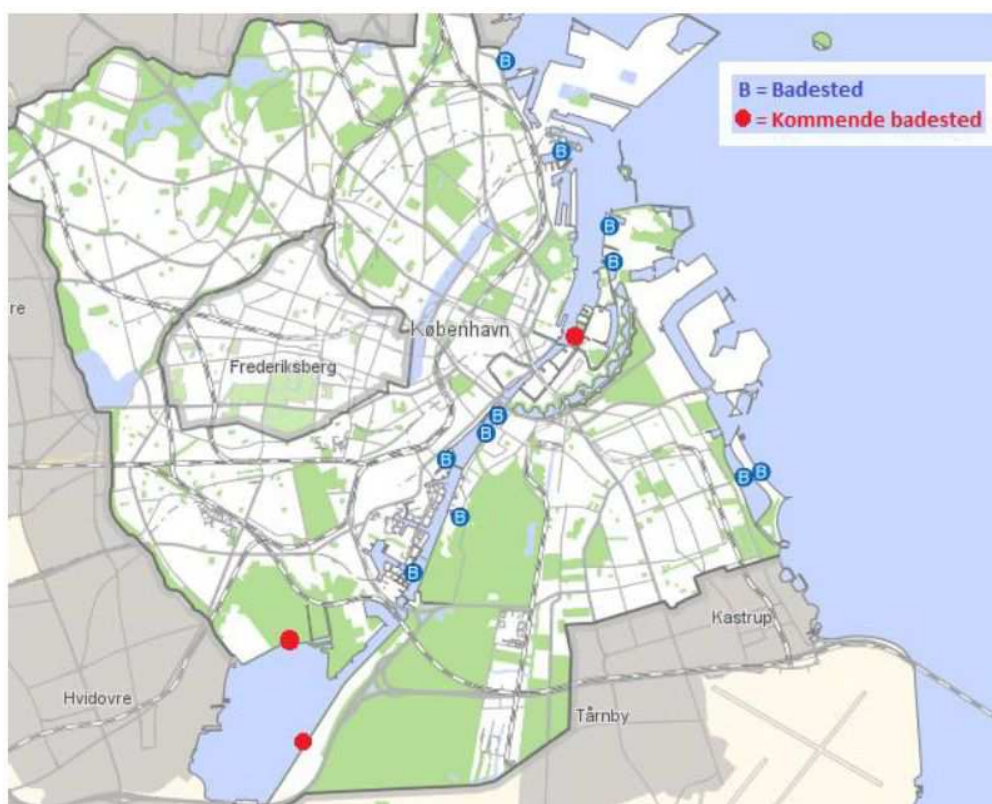 B
B = Badested
= Kommende badested
B
B
B
re
København
Frederiksberg
B
B
B
B B
B
B
Kastrup
Hvidovre
Tårnby